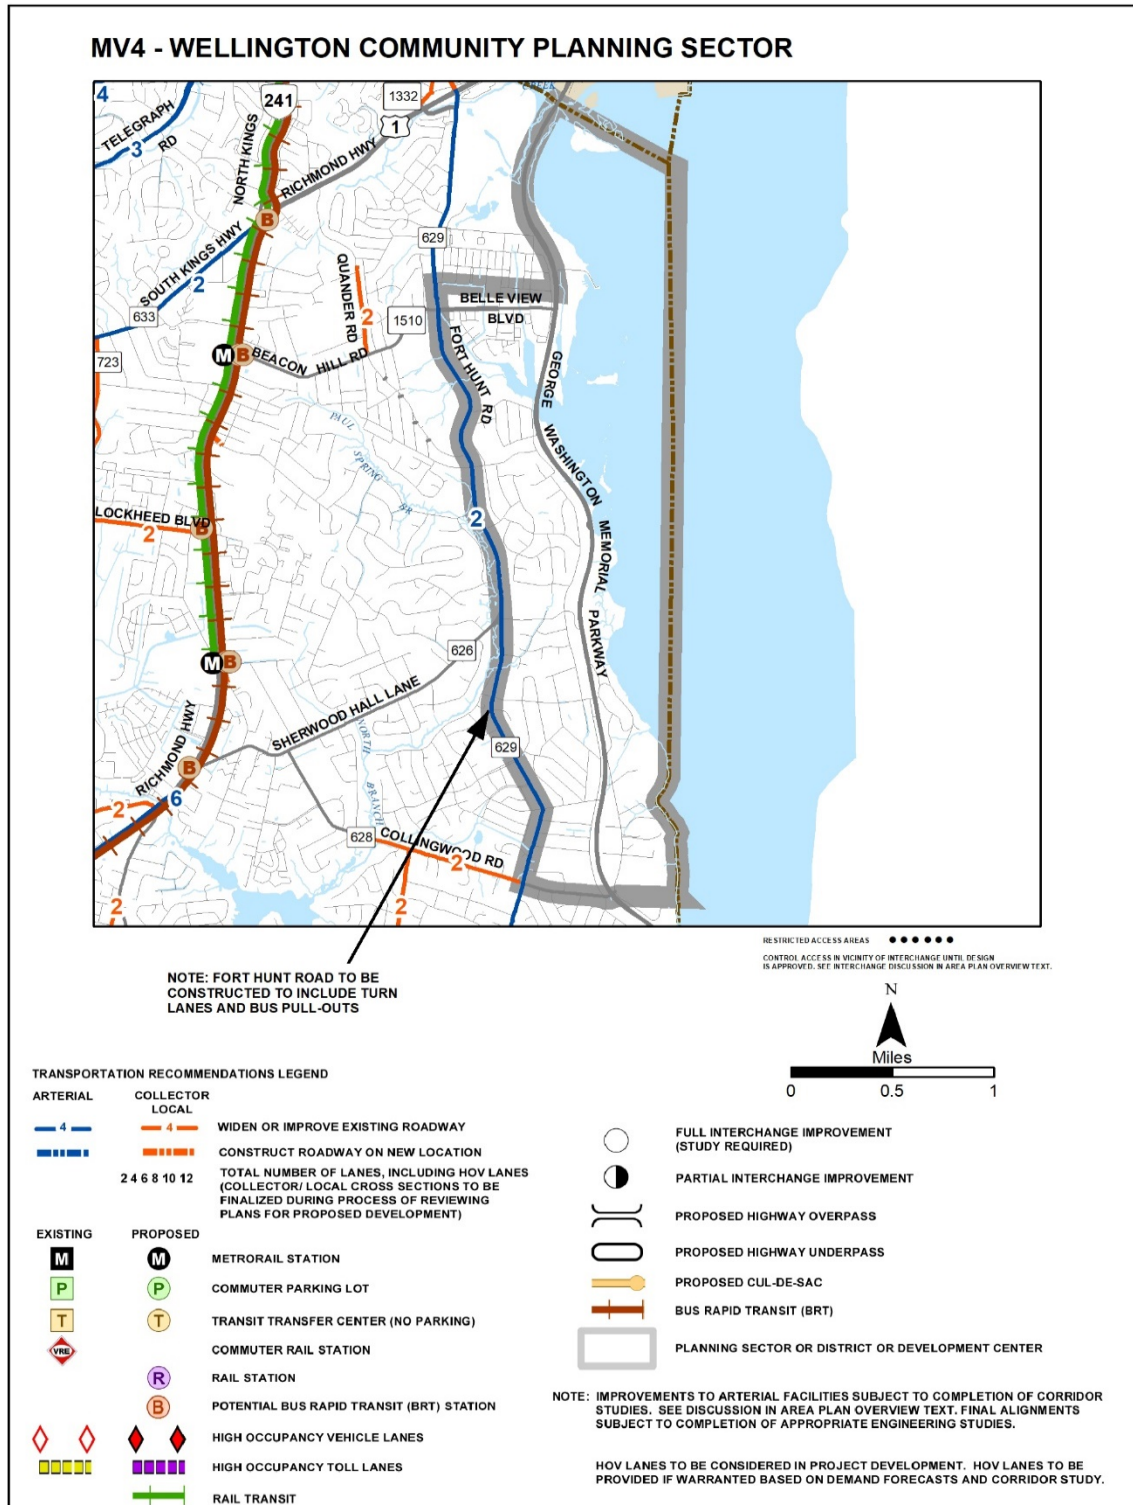 MV4 - WELLINGTON COMMUNITY PLANNING SECTOR
4
241
1332
CREEK
1
TELEGRAPH
RD
3
NORTH KINGS
RICHMOND HWY
B
629
SOUTH KINGS HWY
2
633
QUANDER RD
2
BELLE VIEW
BLVD
1510
723
M
B
BEACON HILL RD
FORT HUNT RD
GEORGE WASHINGTON MEMORIAL PARKWAY
PAUL SPRING BR
LOCKHEED BLVD
2
B
2
626
M
B
SHERWOOD HALL LANE
RICHMOND HWY
NORTH BRANCH
629
B
2
6
628
COLLINGWOOD RD
2
2
2
RESTRICTED ACCESS AREAS
CONTROL ACCESS IN VICINITY OF INTERCHANGE UNTIL DESIGN
IS APPROVED. SEE INTERCHANGE DISCUSSION IN AREA PLAN OVERVIEW TEXT.
NOTE: FORT HUNT ROAD TO BE
CONSTRUCTED TO INCLUDE TURN
LANES AND BUS PULL-OUTS
N
Miles
0 0.5 1
TRANSPORTATION RECOMMENDATIONS LEGEND
ARTERIAL COLLECTOR
LOCAL
4 4 WIDEN OR IMPROVE EXISTING ROADWAY
CONSTRUCT ROADWAY ON NEW LOCATION
2 4 6 8 10 12 TOTAL NUMBER OF LANES, INCLUDING HOV LANES
(COLLECTOR/ LOCAL CROSS SECTIONS TO BE
FINALIZED DURING PROCESS OF REVIEWING
PLANS FOR PROPOSED DEVELOPMENT)
EXISTING PROPOSED
M M METRORAIL STATION
P P COMMUTER PARKING LOT
T T TRANSIT TRANSFER CENTER (NO PARKING)
VRE COMMUTER RAIL STATION
R RAIL STATION
B POTENTIAL BUS RAPID TRANSIT (BRT) STATION
HIGH OCCUPANCY VEHICLE LANES
HIGH OCCUPANCY TOLL LANES
RAIL TRANSIT
FULL INTERCHANGE IMPROVEMENT
(STUDY REQUIRED)
PARTIAL INTERCHANGE IMPROVEMENT
PROPOSED HIGHWAY OVERPASS
PROPOSED HIGHWAY UNDERPASS
PROPOSED CUL-DE-SAC
BUS RAPID TRANSIT (BRT)
PLANNING SECTOR OR DISTRICT OR DEVELOPMENT CENTER
NOTE: IMPROVEMENTS TO ARTERIAL FACILITIES SUBJECT TO COMPLETION OF CORRIDOR
STUDIES. SEE DISCUSSION IN AREA PLAN OVERVIEW TEXT. FINAL ALIGNMENTS
SUBJECT TO COMPLETION OF APPROPRIATE ENGINEERING STUDIES.
HOV LANES TO BE CONSIDERED IN PROJECT DEVELOPMENT. HOV LANES TO BE
PROVIDED IF WARRANTED BASED ON DEMAND FORECASTS AND CORRIDOR STUDY.